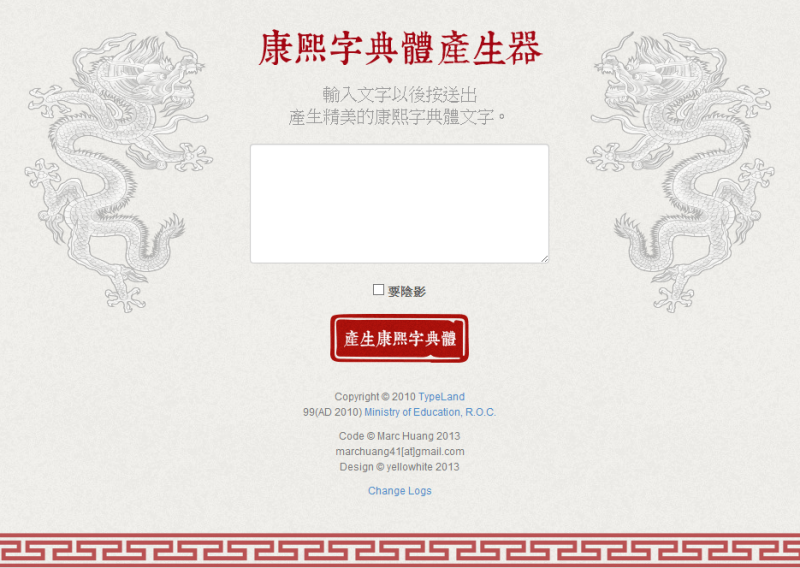 康熙字典體產生器
輸入文字以後按送出
產生精美的康熙字典體文字。
要陰影
產生康熙字典體
Copyright © 2010 TypeLand
99(AD 2010) Ministry of Education, R.O.C.
Code © Marc Huang 2013
marchuang41[at]gmail.com
Design © yellowhite 2013
Change Logs